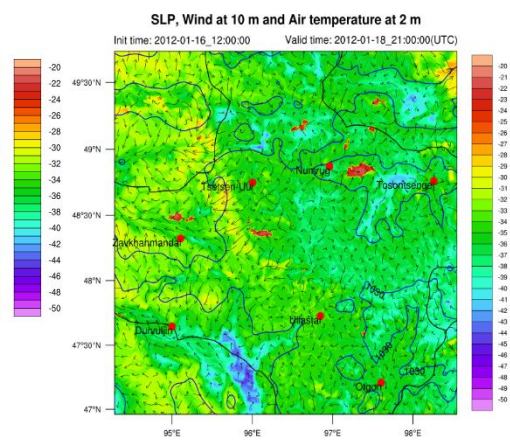 SLP, Wind at 10 m and Air temperature at 2 m
Init time: 2012-01-16_12:00:00 Valid time: 2012-01-18_21:00:00(UTC)
-20
-22
-24
-26
-28
-30
-32
-34
-36
-38
-40
-42
-44
-46
-48
-50
49°30'N
49°N
48°30'N
48°N
47°30'N
47°N
95°E
96°E
97°E
98°E
Tsetsen-Uul
Numrug
Tosontsengel
Zavkhanmandal
Durvuljin
Uliastai
Otgon
1030
1030
1030
-20
-21
-22
-23
-24
-25
-26
-27
-28
-29
-30
-31
-32
-33
-34
-35
-36
-37
-38
-39
-40
-41
-42
-43
-44
-45
-46
-47
-48
-49
-50